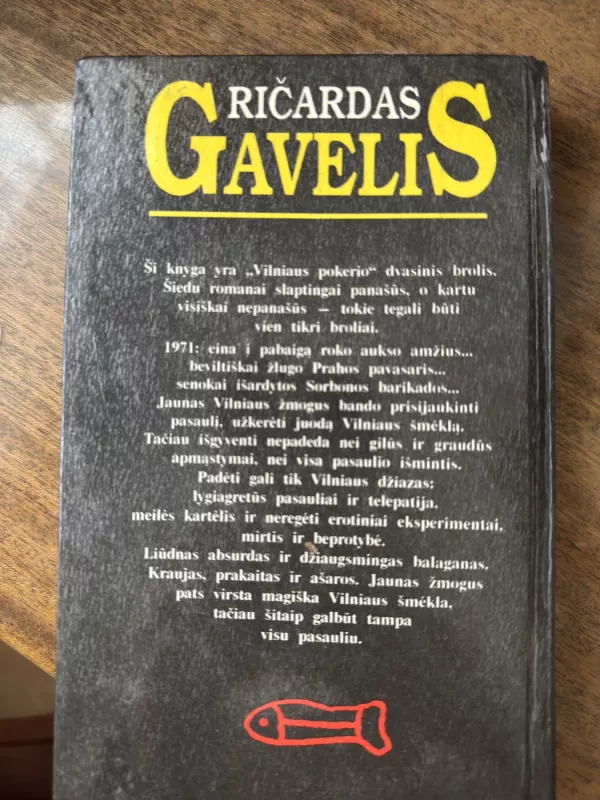 RIČARDAS
GAVELIS
Ši knyga yra „Vilniaus pokerio“ dvasinis brolis.
Šiedu romanai slaptingai panašūs, o kartu
visiškai nepanašūs – tokie tegali būti
vien tikri broliai.
1971: eina į pabaigą roko aukso amžius...
beviltiškai žlugo Prahos pavasaris...
senokai išardytos Sorbonos barikados...
Jaunas Vilniaus žmogus bando prisijaukinti
pasaulį, užkerėti juodą Vilniaus šmėklą.
Tačiau išgyventi nepadeda nei gilūs ir graudūs
apmąstymai, nei visa pasaulio išmintis.
Padėti gali tik Vilniaus džiazas:
lygiagretūs pasauliai ir telepatija,
meilės kartėlis ir neregėti erotiniai eksperimentai,
mirtis ir beprotybė.
Liūdnas absurdas ir džiaugsmingas balaganas.
Kraujas, prakaitas ir ašaros. Jaunas žmogus
pats virsta magiška Vilniaus šmėkla,
tačiau šitaip galbūt tampa
visu pasauliu.